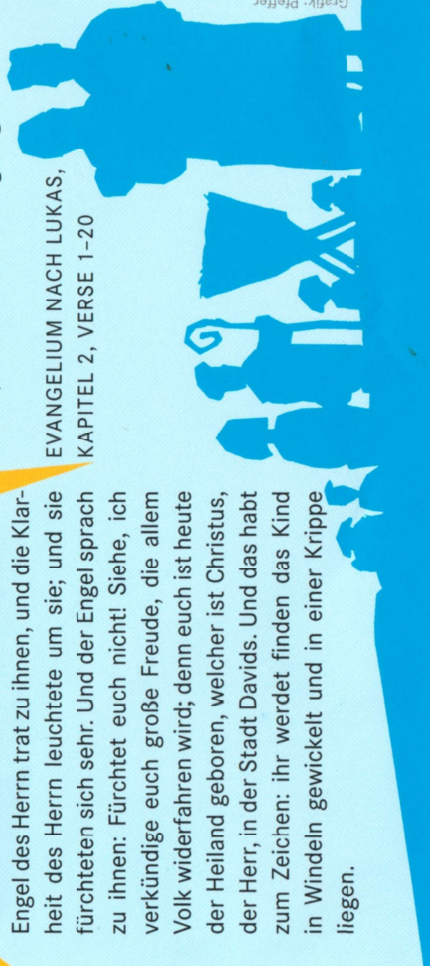 Engel des Herrn trat zu ihnen, und die Klar-
heit des Herrn leuchtete um sie; und sie
fürchteten sich sehr. Und der Engel sprach
zu ihnen: Fürchtet euch nicht! Siehe, ich
verkündige euch große Freude, die allem
Volk widerfahren wird; denn euch ist heute
der Heiland geboren, welcher ist Christus,
der Herr, in der Stadt Davids. Und das habt
zum Zeichen: ihr werdet finden das Kind
in Windeln gewickelt und in einer Krippe
liegen.
EVANGELIUM NACH LUKAS,
KAPITEL 2, VERSE 1–20
Grafik: Pfeffer